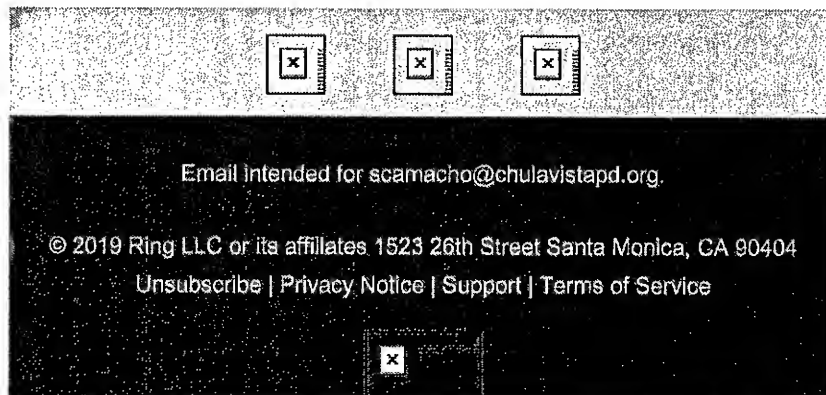 Email intended for scamacho@chulavistapd.org.
© 2019 Ring LLC or its affiliates 1523 26th Street Santa Monica, CA 90404
Unsubscribe | Privacy Notice | Support | Terms of Service